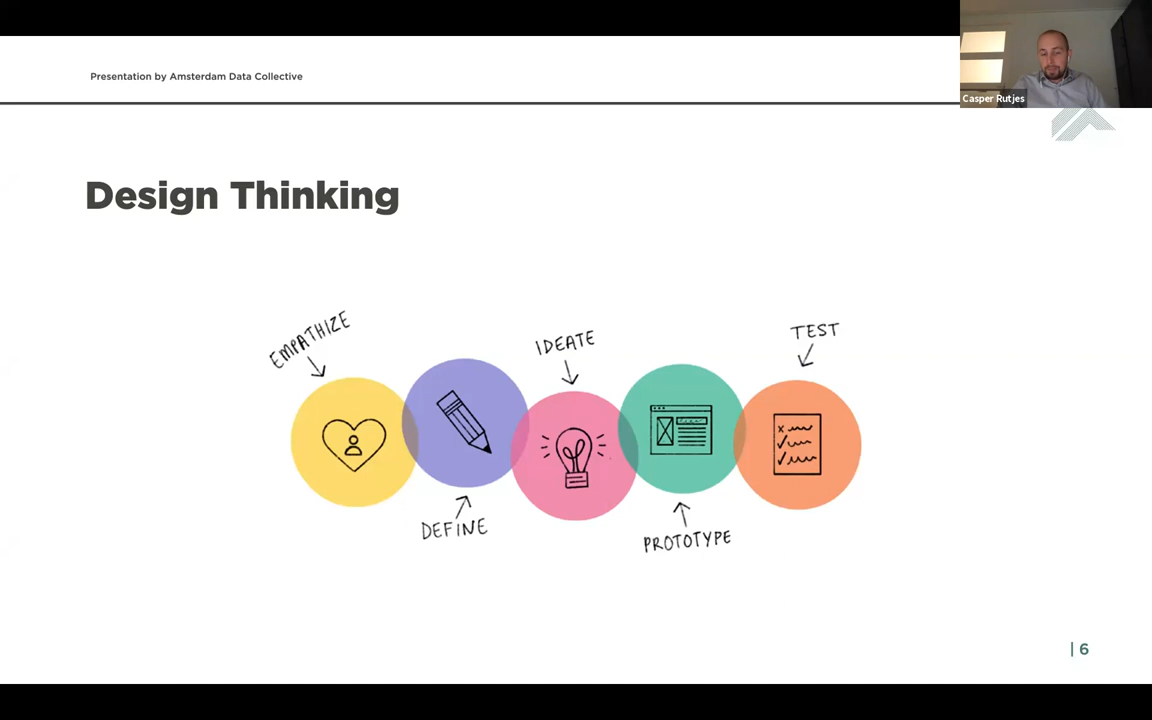 Presentation by Amsterdam Data Collective
Casper Rutjes
Design Thinking
EMPATHIZE
IDEATE
TEST
DEFINE
PROTOTYPE
| 6